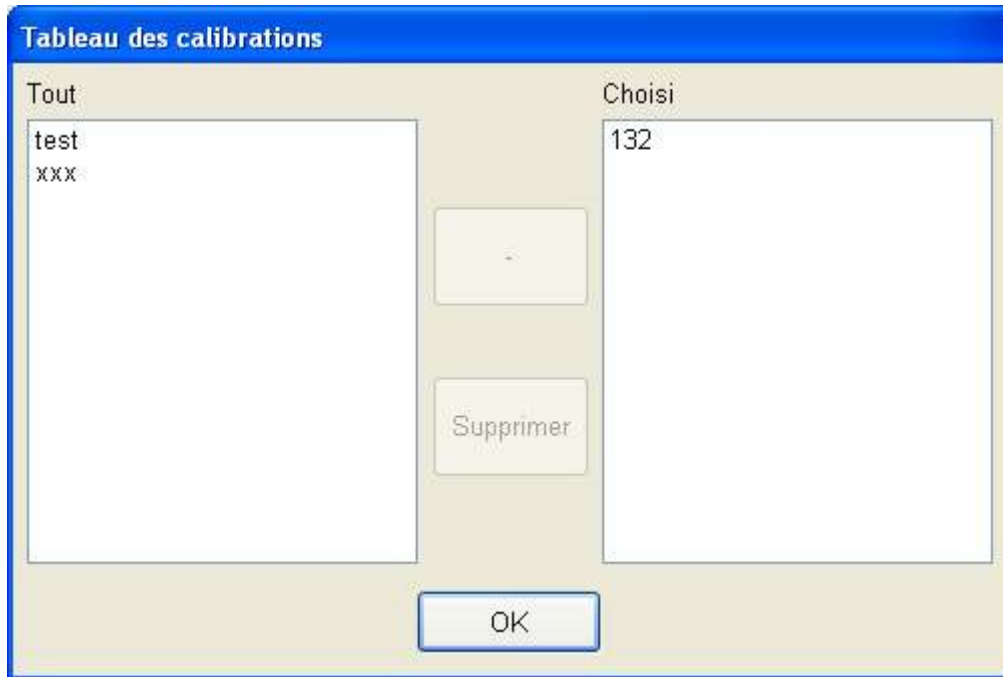 Tableau des calibrations
Tout
Choisi
test
xxx
132
-
Supprimer
OK